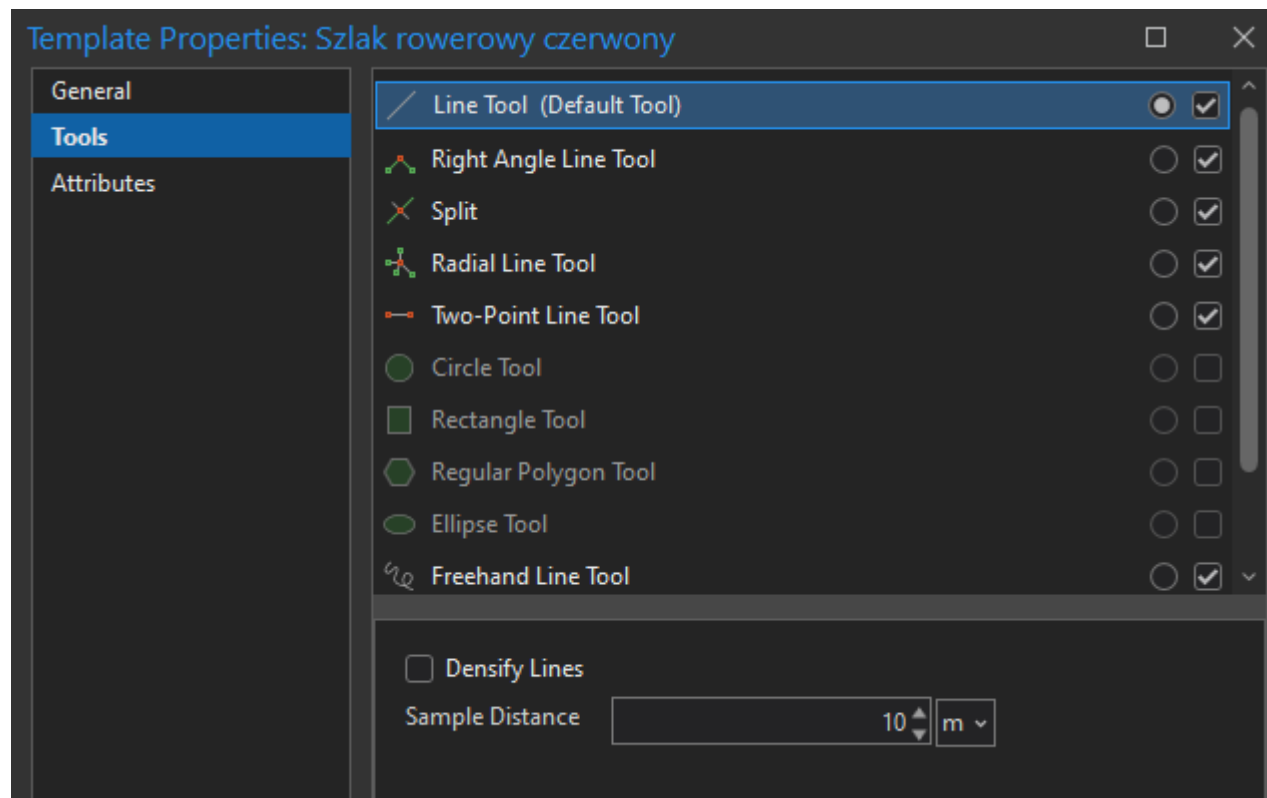 Template Properties: Szlak rowerowy czerwony
General
Tools
Attributes
Line Tool (Default Tool)
Right Angle Line Tool
Split
Radial Line Tool
Two-Point Line Tool
Circle Tool
Rectangle Tool
Regular Polygon Tool
Ellipse Tool
Freehand Line Tool
Densify Lines
Sample Distance 10 m